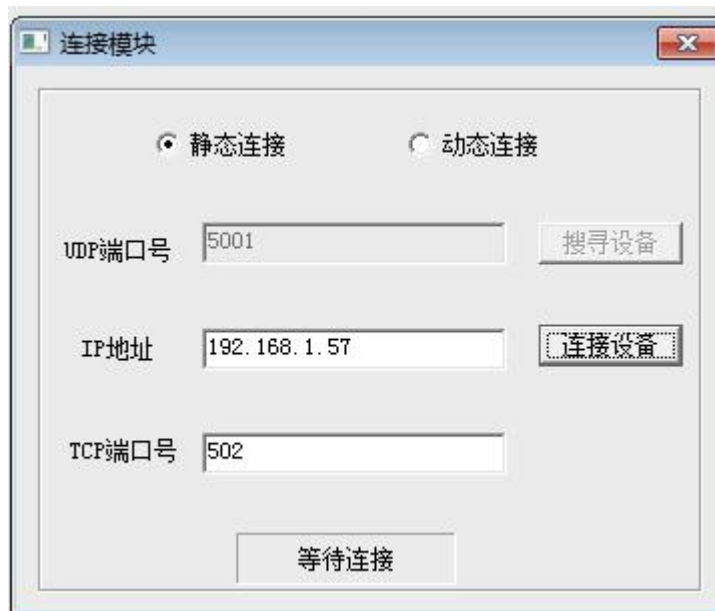 连接模块
静态连接 动态连接
UDP端口号 5001 搜寻设备
IP地址 192.168.1.57 连接设备
TCP端口号 502
等待连接